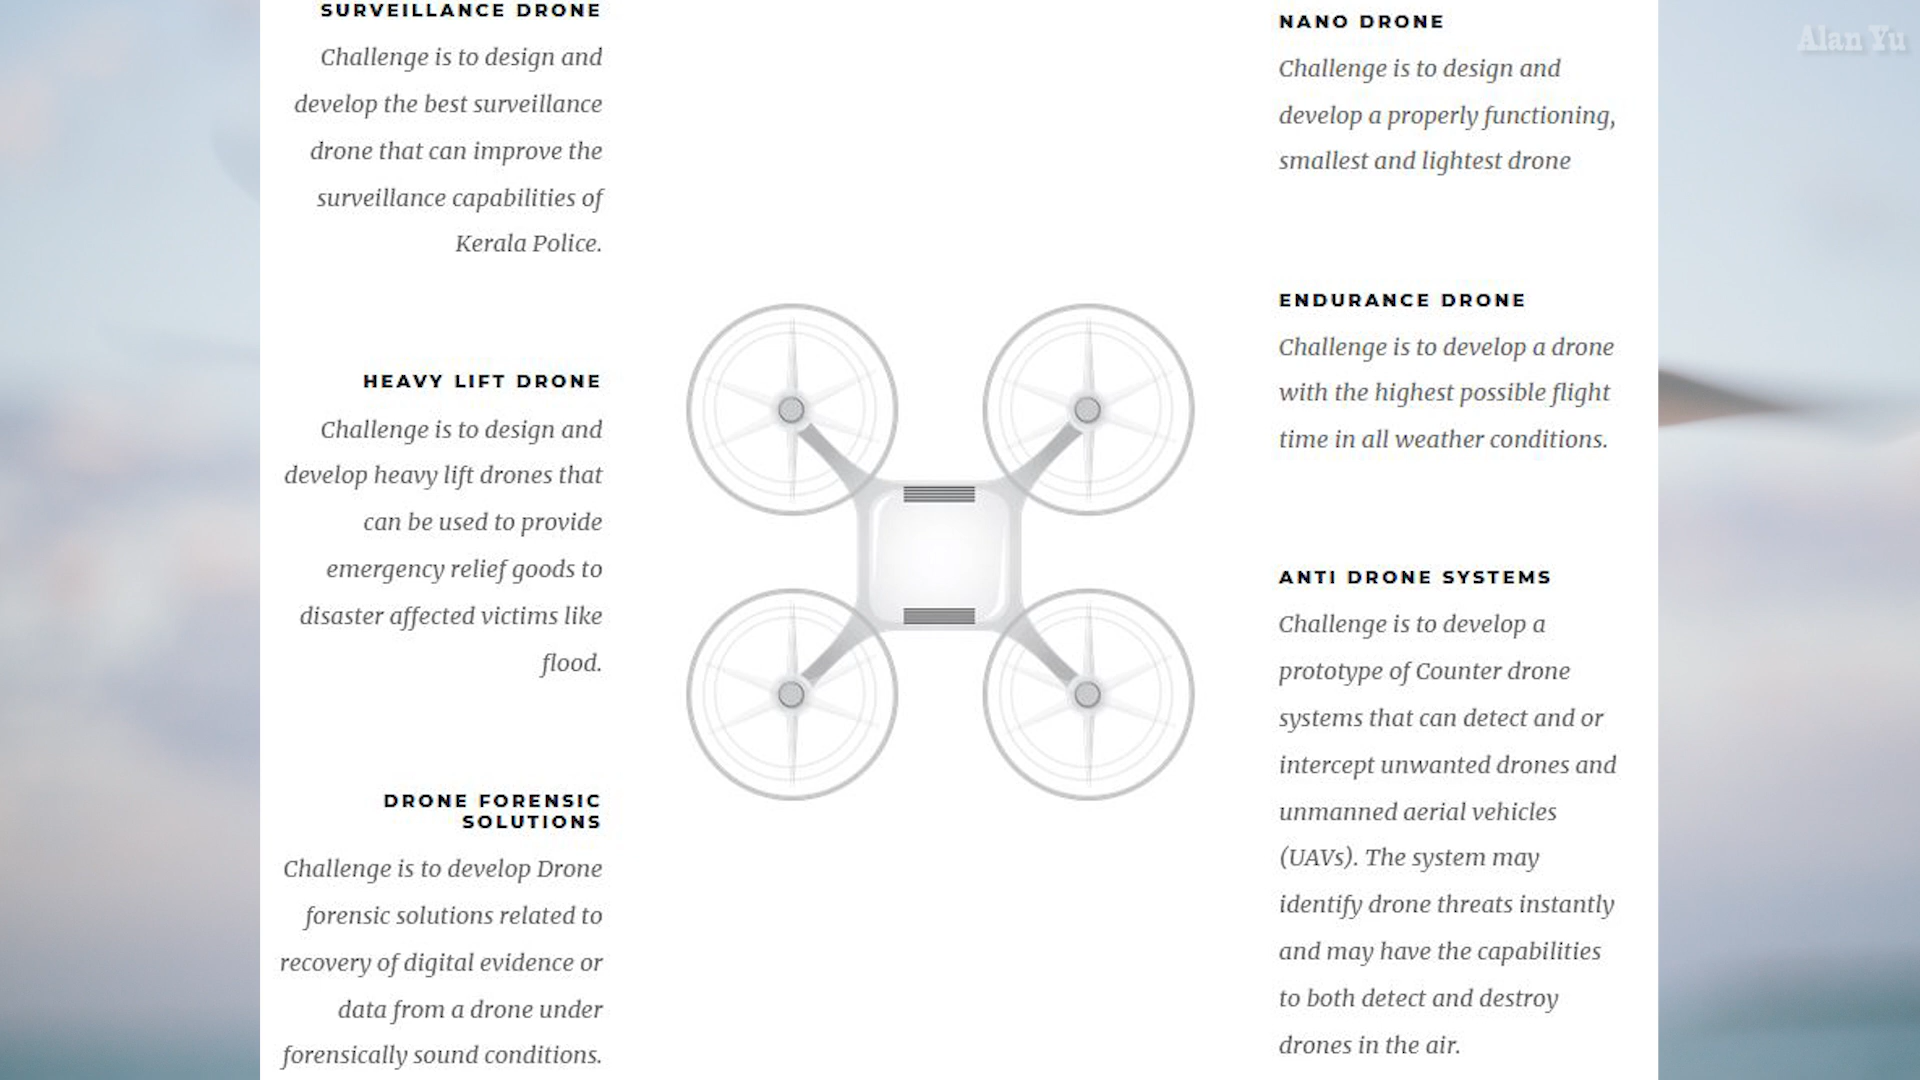 SURVEILLANCE DRONE
Challenge is to design and
develop the best surveillance
drone that can improve the
surveillance capabilities of
Kerala Police.
HEAVY LIFT DRONE
Challenge is to design and
develop heavy lift drones that
can be used to provide
emergency relief goods to
disaster affected victims like
flood.
DRONE FORENSIC
SOLUTIONS
Challenge is to develop Drone
forensic solutions related to
recovery of digital evidence or
data from a drone under
forensically sound conditions.
NANO DRONE
Challenge is to design and
develop a properly functioning,
smallest and lightest drone
ENDURANCE DRONE
Challenge is to develop a drone
with the highest possible flight
time in all weather conditions.
ANTI DRONE SYSTEMS
Challenge is to develop a
prototype of Counter drone
systems that can detect and or
intercept unwanted drones and
unmanned aerial vehicles
(UAVs). The system may
identify drone threats instantly
and may have the capabilities
to both detect and destroy
drones in the air.
Alan Yu